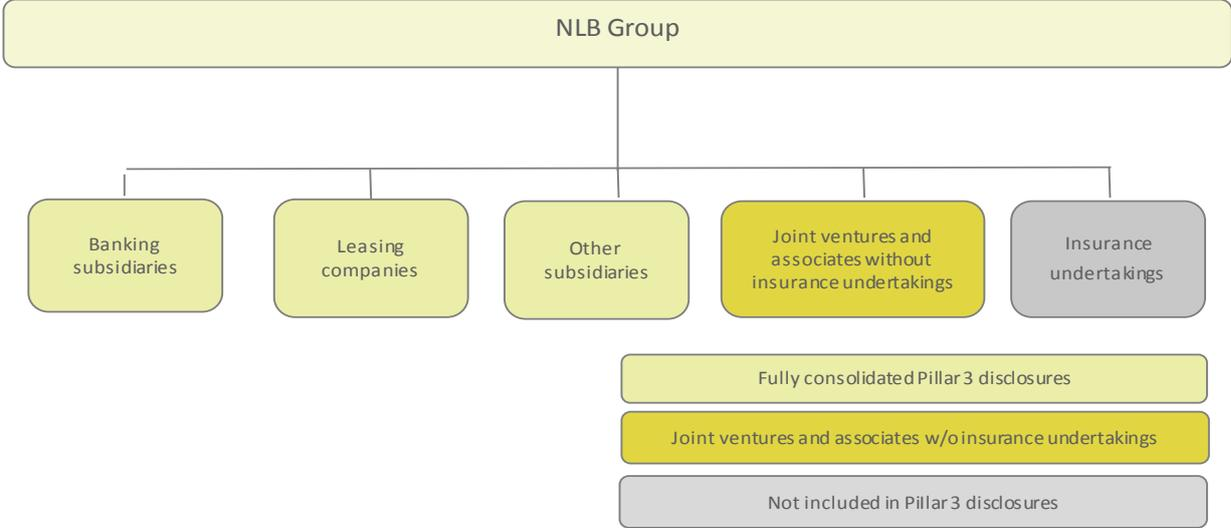 NLB Group
Banking
subsidiaries
Leasing
companies
Other
subsidiaries
Joint ventures and
associates without
insurance undertakings
Insurance
undertakings
Fully consolidated Pillar 3 disclosures
Joint ventures and associates w/o insurance undertakings
Not included in Pillar 3 disclosures